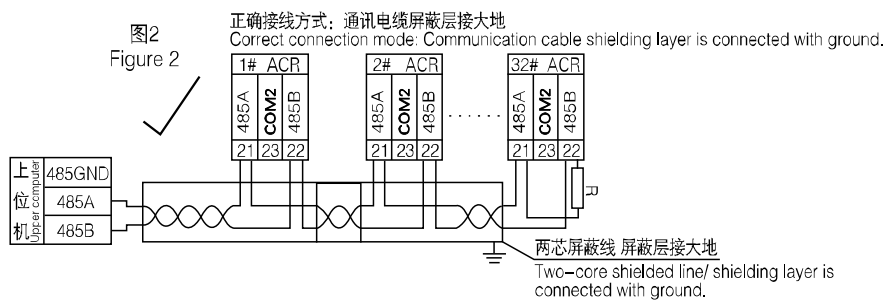 正确接线方式：通讯电缆屏蔽层接大地
图2
Correct connection mode: Communication cable shielding layer is connected with ground.
Figure 2
1# ACR
2# ACR
32# ACR
485A
COM2
485B
485A
COM2
485B
......
485A
COM2
485B
21 23 22
21 23 22
21 23 22
上位机
Upper computer
485GND
485A
485B
R
两芯屏蔽线 屏蔽层接大地
Two-core shielded line/ shielding layer is
connected with ground.